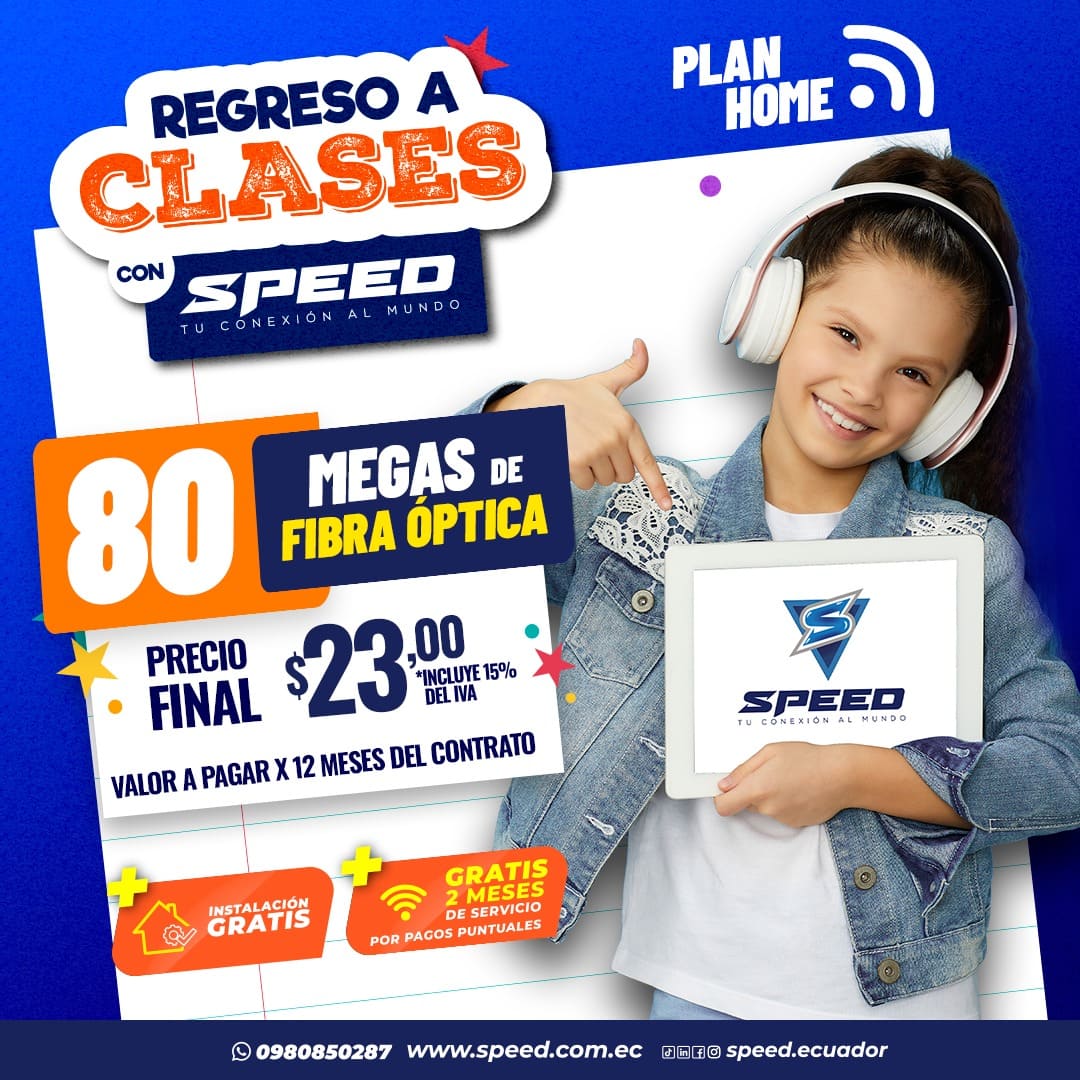 REGRESO A
CLASES
CON
SPEED
TU CONEXIÓN AL MUNDO
PLAN
HOME
80
MEGAS DE
FIBRA ÓPTICA
PRECIO
FINAL
$23,00
*INCLUYE 15%
DEL IVA
VALOR A PAGAR X 12 MESES DEL CONTRATO
S
SPEED
TU CONEXIÓN AL MUNDO
+
INSTALACIÓN
GRATIS
+
GRATIS
2 MESES
DE SERVICIO
POR PAGOS PUNTUALES
0980850287 www.speed.com.ec speed.ecuador